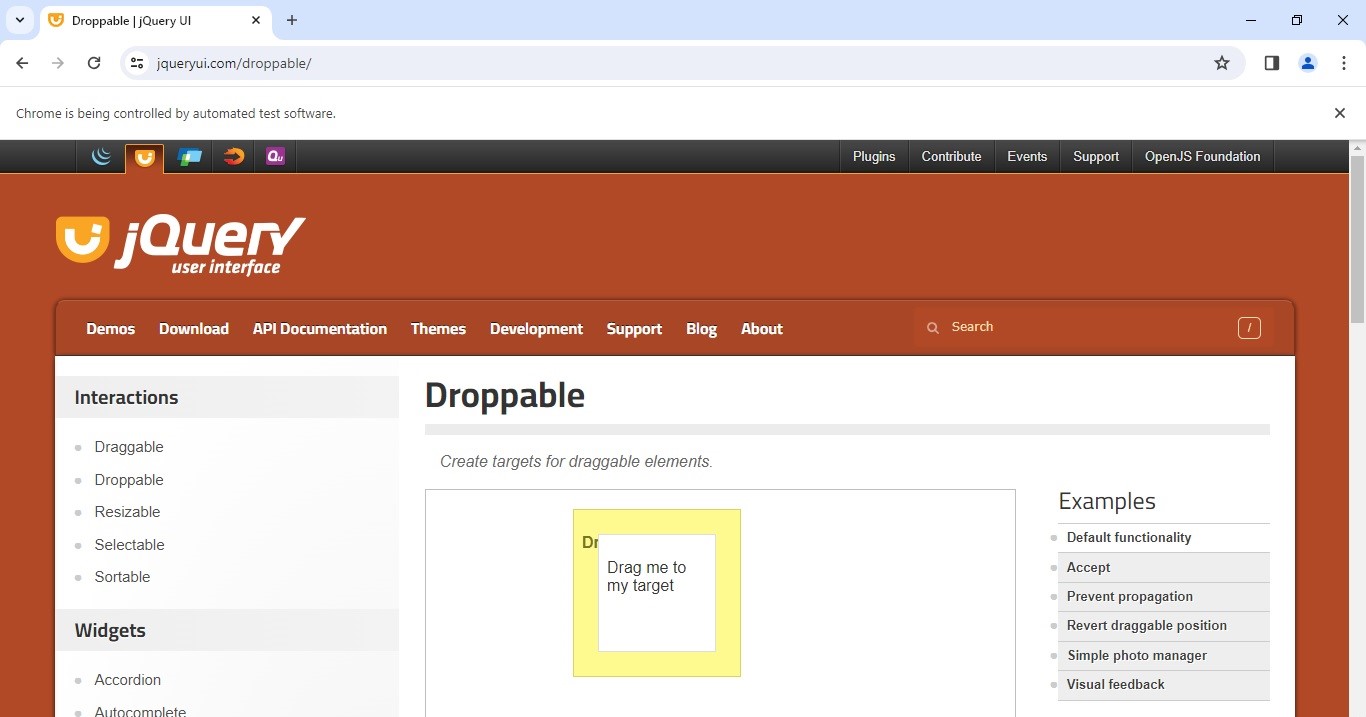 Droppable | jQuery UI
jqueryui.com/droppable/
Chrome is being controlled by automated test software.
Qu
Plugins Contribute Events Support OpenJS Foundation
jQuery
user interface
Demos Download API Documentation Themes Development Support Blog About Search /
Interactions
Draggable
Droppable
Resizable
Selectable
Sortable
Widgets
Accordion
Autocomplete
Droppable
Create targets for draggable elements.
Dr
Drag me to
my target
Examples
Default functionality
Accept
Prevent propagation
Revert draggable position
Simple photo manager
Visual feedback